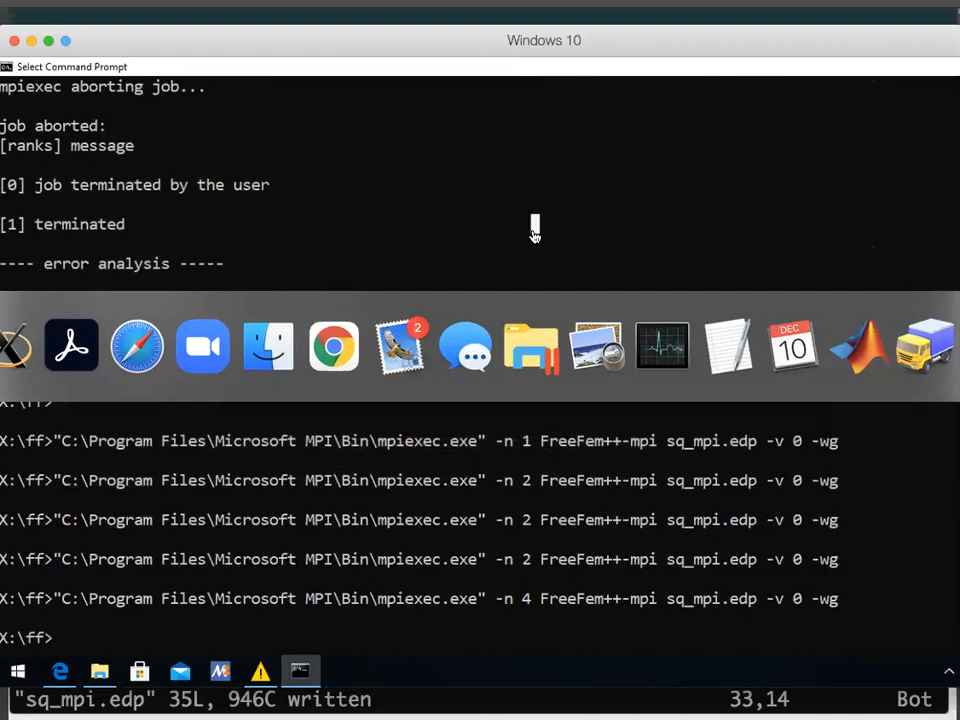 Windows 10
Select Command Prompt
mpiexec aborting job...
job aborted:
[ranks] message
[0] job terminated by the user
[1] terminated
---- error analysis -----
2
DEC
10
X:\ff>
X:\ff>"C:\Program Files\Microsoft MPI\Bin\mpiexec.exe" -n 1 FreeFem++-mpi sq_mpi.edp -v 0 -wg
X:\ff>"C:\Program Files\Microsoft MPI\Bin\mpiexec.exe" -n 2 FreeFem++-mpi sq_mpi.edp -v 0 -wg
X:\ff>"C:\Program Files\Microsoft MPI\Bin\mpiexec.exe" -n 2 FreeFem++-mpi sq_mpi.edp -v 0 -wg
X:\ff>"C:\Program Files\Microsoft MPI\Bin\mpiexec.exe" -n 2 FreeFem++-mpi sq_mpi.edp -v 0 -wg
X:\ff>"C:\Program Files\Microsoft MPI\Bin\mpiexec.exe" -n 4 FreeFem++-mpi sq_mpi.edp -v 0 -wg
X:\ff>
"sq_mpi.edp" 35L, 946C written 33,14 Bot